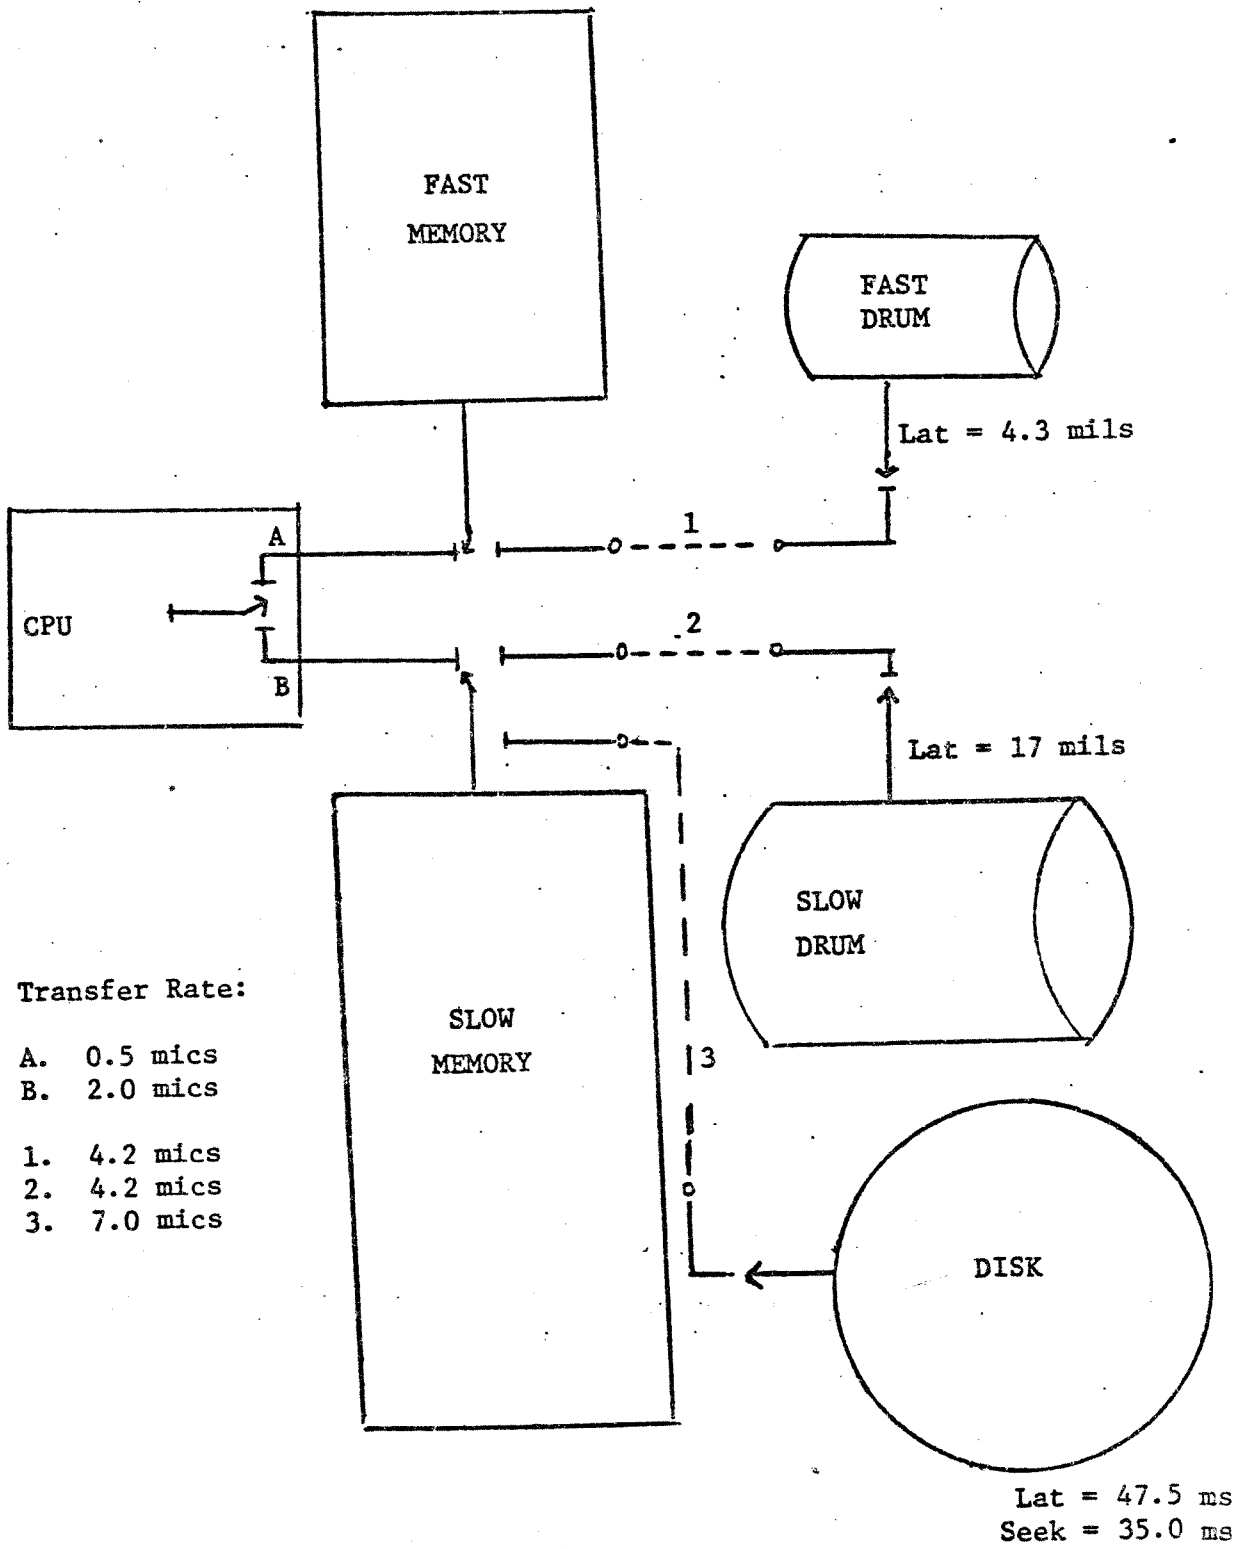 FAST
MEMORY
FAST
DRUM
Lat = 4.3 mils
1
A
CPU
2
B
Lat = 17 mils
SLOW
DRUM
Transfer Rate:
A. 0.5 mics
B. 2.0 mics
1. 4.2 mics
2. 4.2 mics
3. 7.0 mics
SLOW
MEMORY
3
DISK
Lat = 47.5 ms
Seek = 35.0 ms